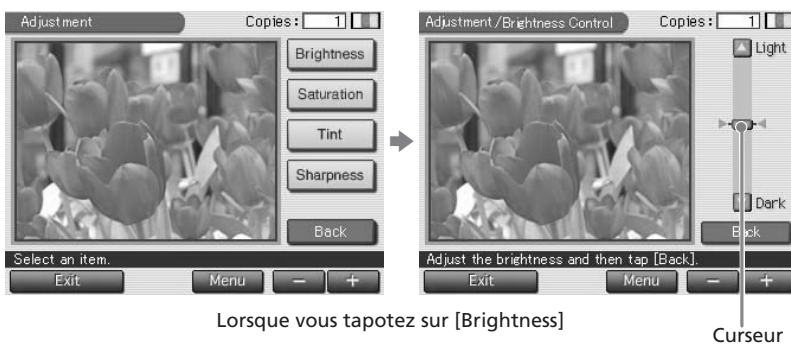 Adjustment
Copies: 1
Brightness
Saturation
Tint
Sharpness
Back
Select an item.
Exit Menu − +
Adjustment/Brightness Control
Copies: 1
Light
Dark
Back
Adjust the brightness and then tap [Back].
Exit Menu − +
Lorsque vous tapotez sur [Brightness]
Curseur